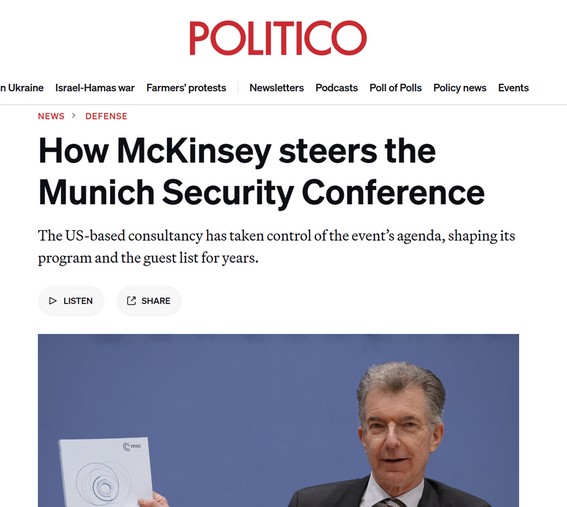 POLITICO
n Ukraine Israel-Hamas war Farmers' protests Newsletters Podcasts Poll of Polls Policy news Events
NEWS > DEFENSE
How McKinsey steers the
Munich Security Conference
The US-based consultancy has taken control of the event's agenda, shaping its
program and the guest list for years.
LISTEN SHARE
msc